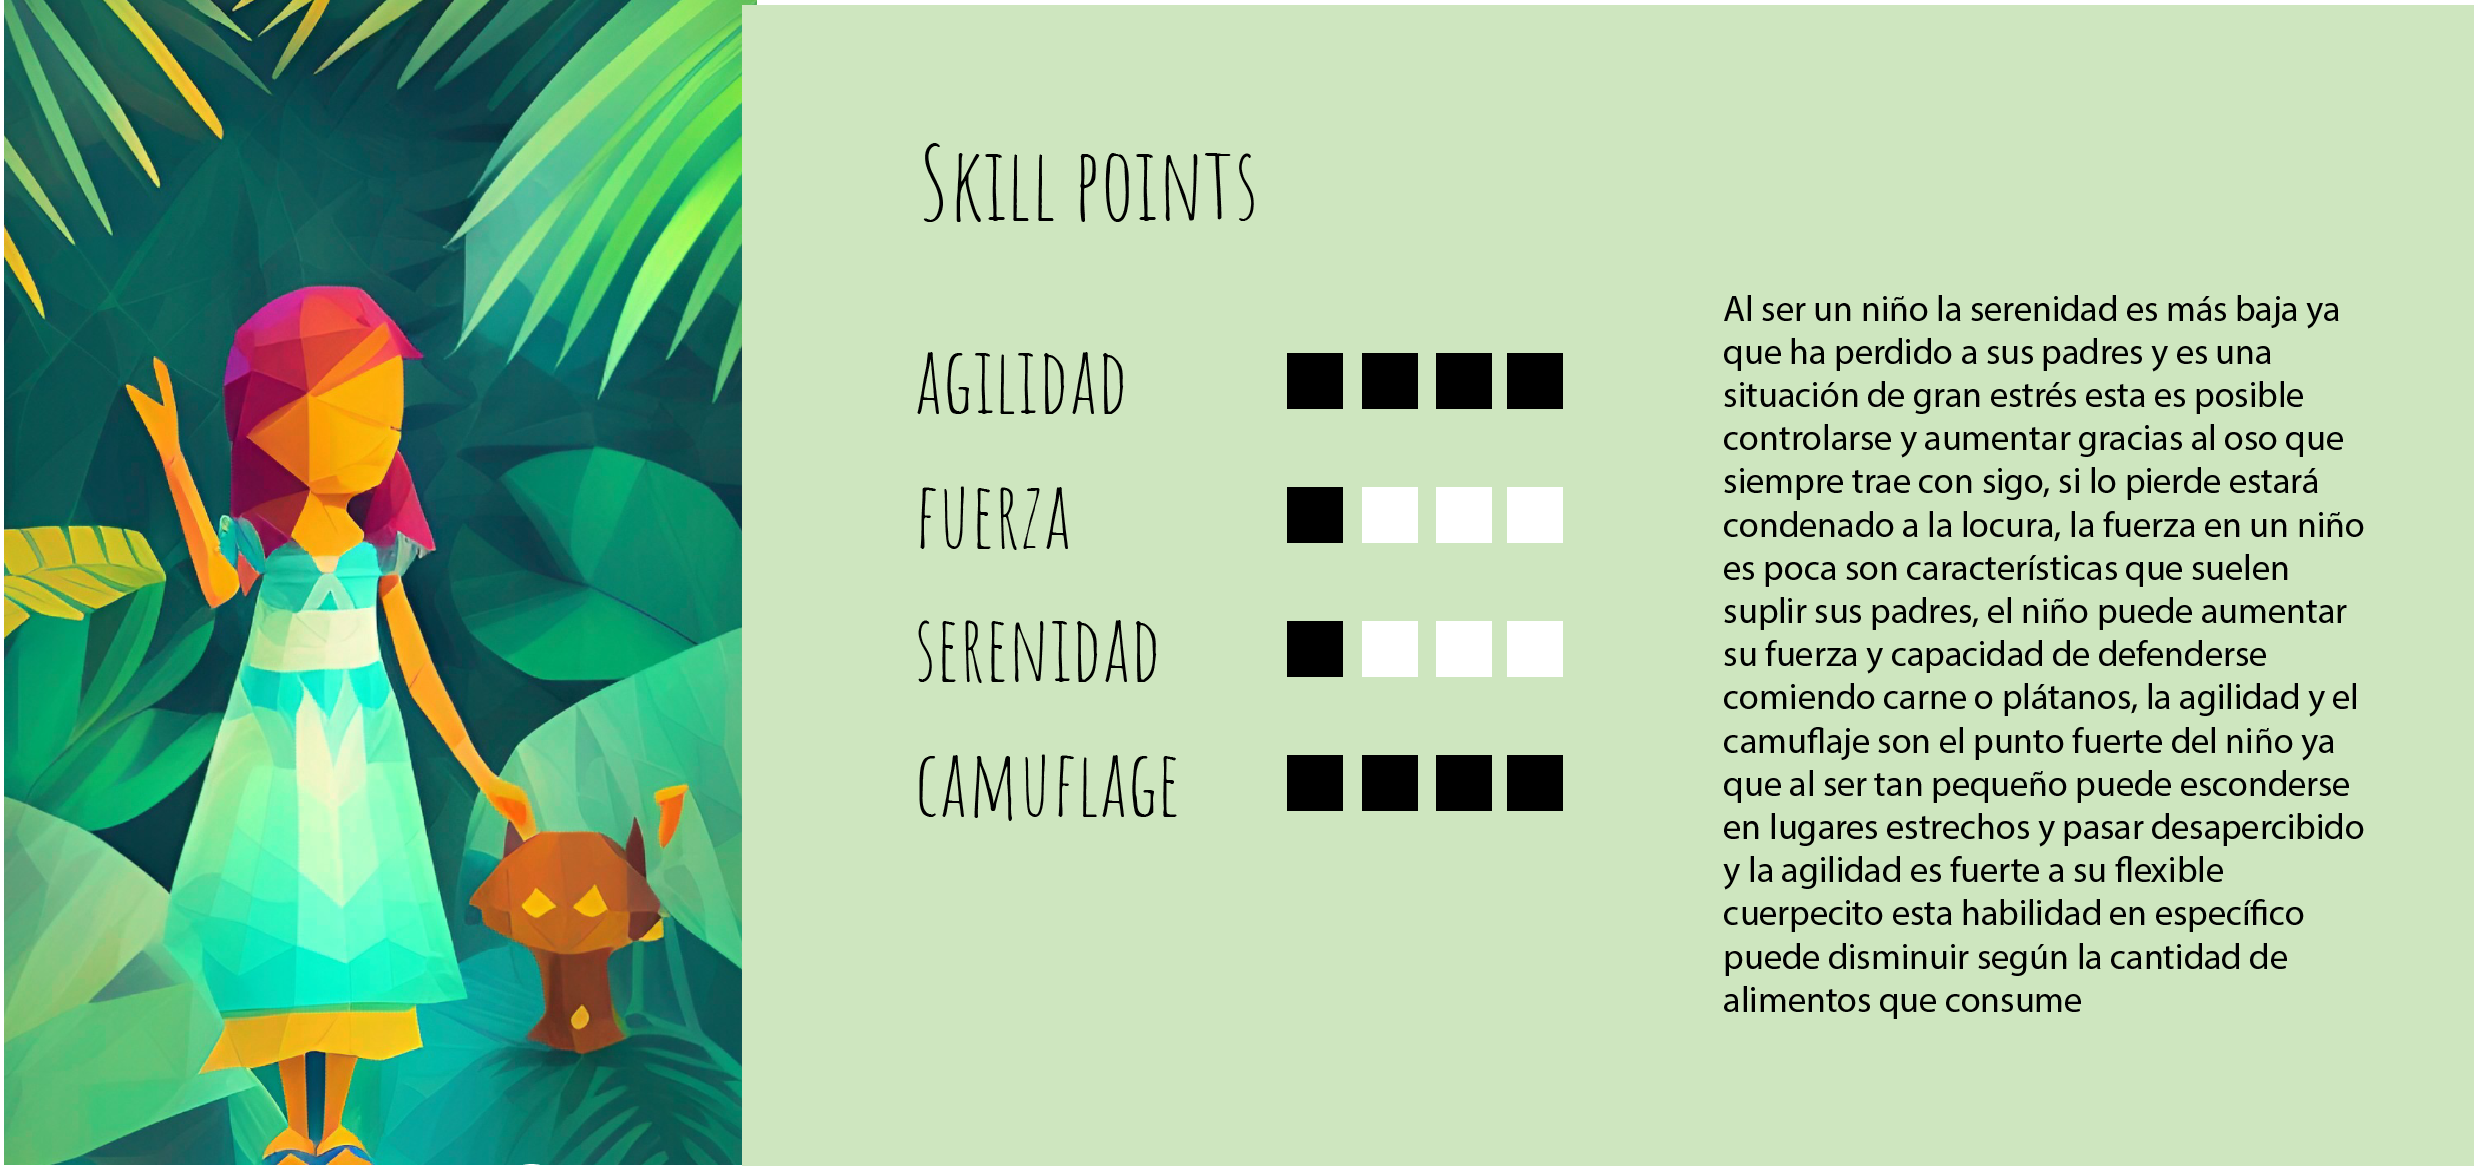 Skill points
agilidad
fuerza
serenidad
camuflage
Al ser un niño la serenidad es más baja ya
que ha perdido a sus padres y es una
situación de gran estrés esta es posible
controlarse y aumentar gracias al oso que
siempre trae con sigo, si lo pierde estará
condenado a la locura, la fuerza en un niño
es poca son características que suelen
suplir sus padres, el niño puede aumentar
su fuerza y capacidad de defenderse
comiendo carne o plátanos, la agilidad y el
camuflaje son el punto fuerte del niño ya
que al ser tan pequeño puede esconderse
en lugares estrechos y pasar desapercibido
y la agilidad es fuerte a su flexible
cuerpecito esta habilidad en específico
puede disminuir según la cantidad de
alimentos que consume